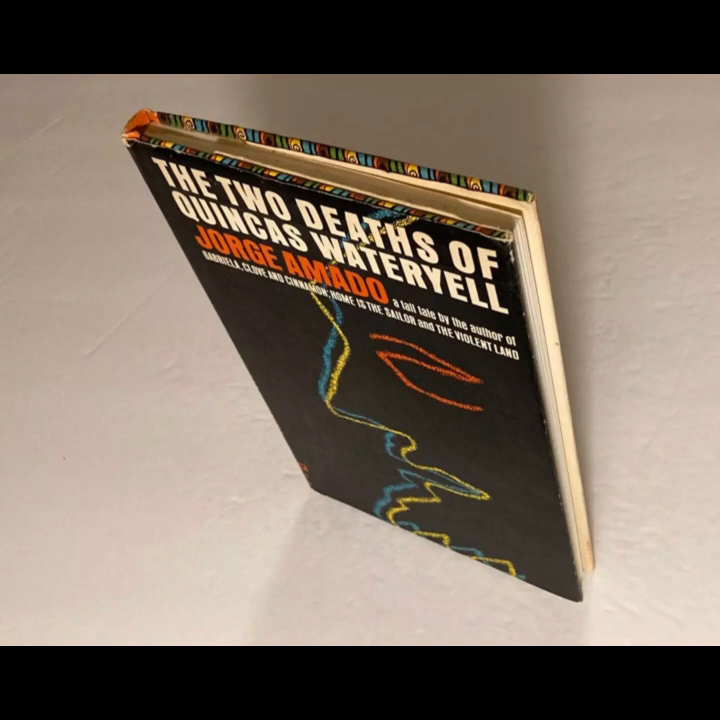 THE TWO DEATHS OF
QUINCAS WATERYELL
JORGE AMADO
a tall tale by the author of
GABRIELA, CLOVE AND CINNAMON, HOME IS THE SAILOR and THE VIOLENT LAND